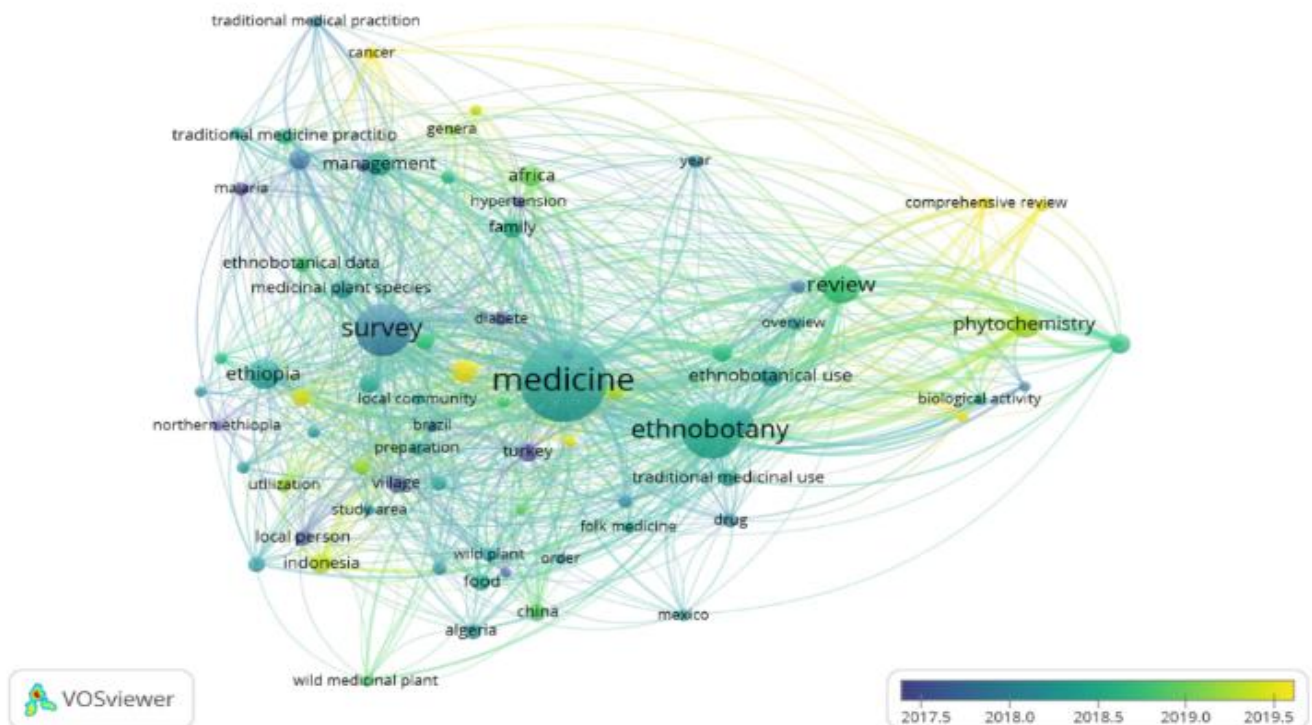 traditional medical practition
cancer
genera
traditional medicine practitio
management
year
africa
malaria
hypertension
comprehensive review
family
ethnobotanical data
medicinal plant species
review
survey
diabete
overview
phytochemistry
ethiopia
medicine
ethnobotanical use
local community
biological activity
northern ethiopia
brazil
ethnobotany
preparation
turkey
utilization
village
traditional medicinal use
study area
drug
local person
folk medicine
indonesia
wild plant
order
food
china
mexico
algeria
wild medicinal plant
VOSviewer
2017.5 2018.0 2018.5 2019.0 2019.5